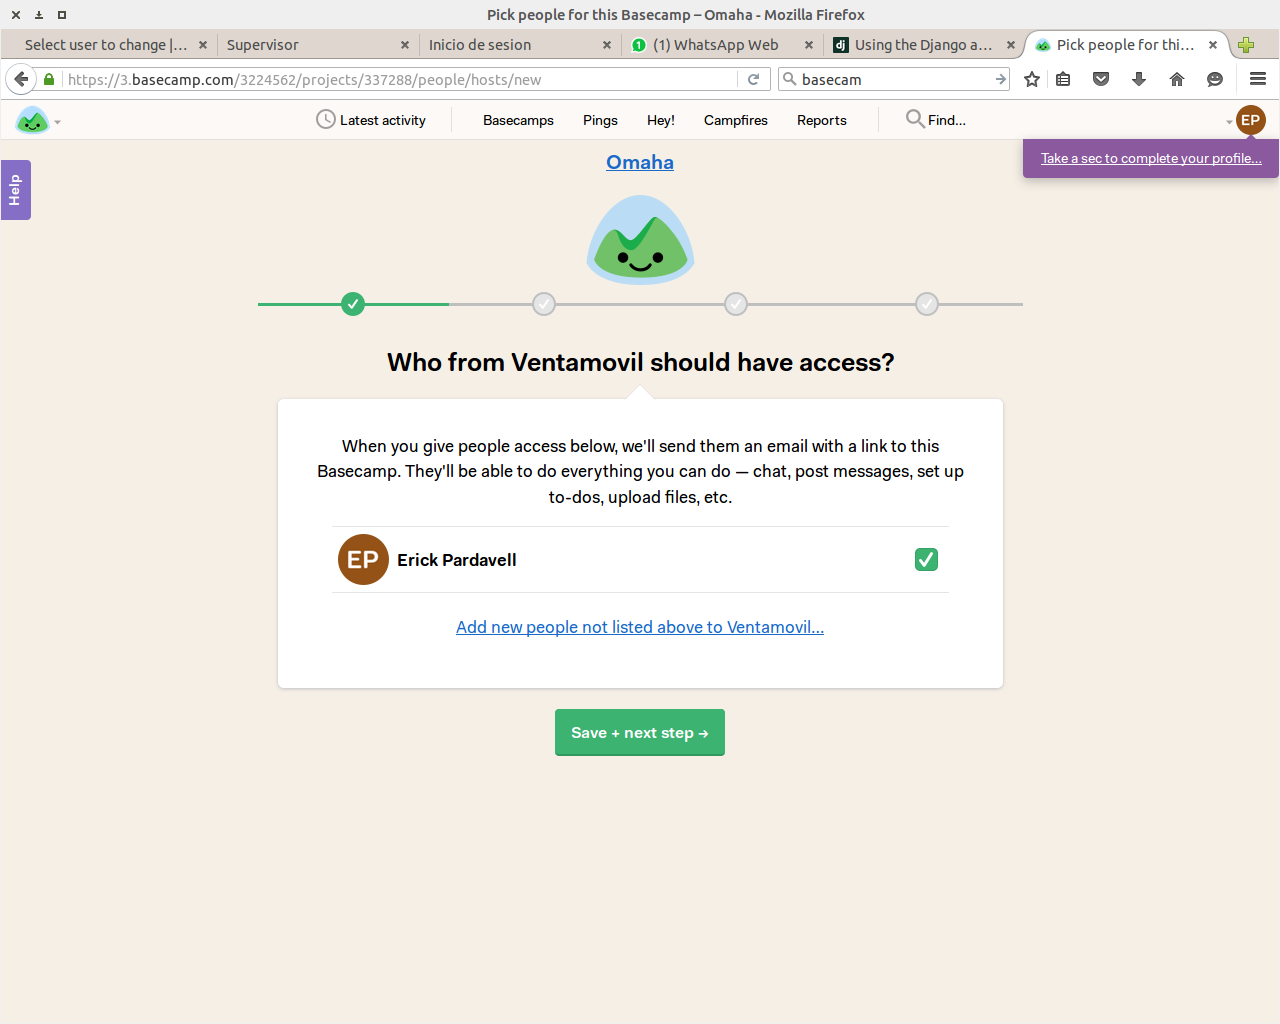 Pick people for this Basecamp – Omaha - Mozilla Firefox
Select user to change |...
Supervisor
Inicio de sesion
1 (1) WhatsApp Web
dj Using the Django a...
Pick people for thi...
https://3.basecamp.com/3224562/projects/337288/people/hosts/new
basecam
Latest activity
Basecamps
Pings
Hey!
Campfires
Reports
Find...
EP
Take a sec to complete your profile...
Help
Omaha
Who from Ventamovil should have access?
When you give people access below, we'll send them an email with a link to this
Basecamp. They'll be able to do everything you can do — chat, post messages, set up
to-dos, upload files, etc.
EP Erick Pardavell
Add new people not listed above to Ventamovil...
Save + next step →